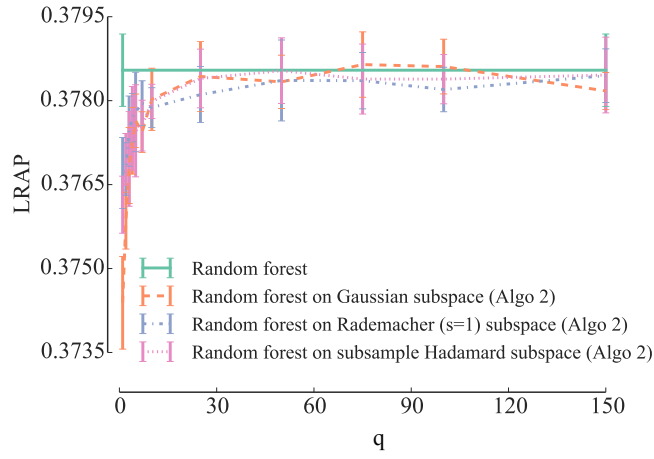 0.3795
0.3780
0.3765
0.3750
0.3735
LRAP
Random forest
Random forest on Gaussian subspace (Algo 2)
Random forest on Rademacher (s=1) subspace (Algo 2)
Random forest on subsample Hadamard subspace (Algo 2)
0 30 60 90 120 150
q